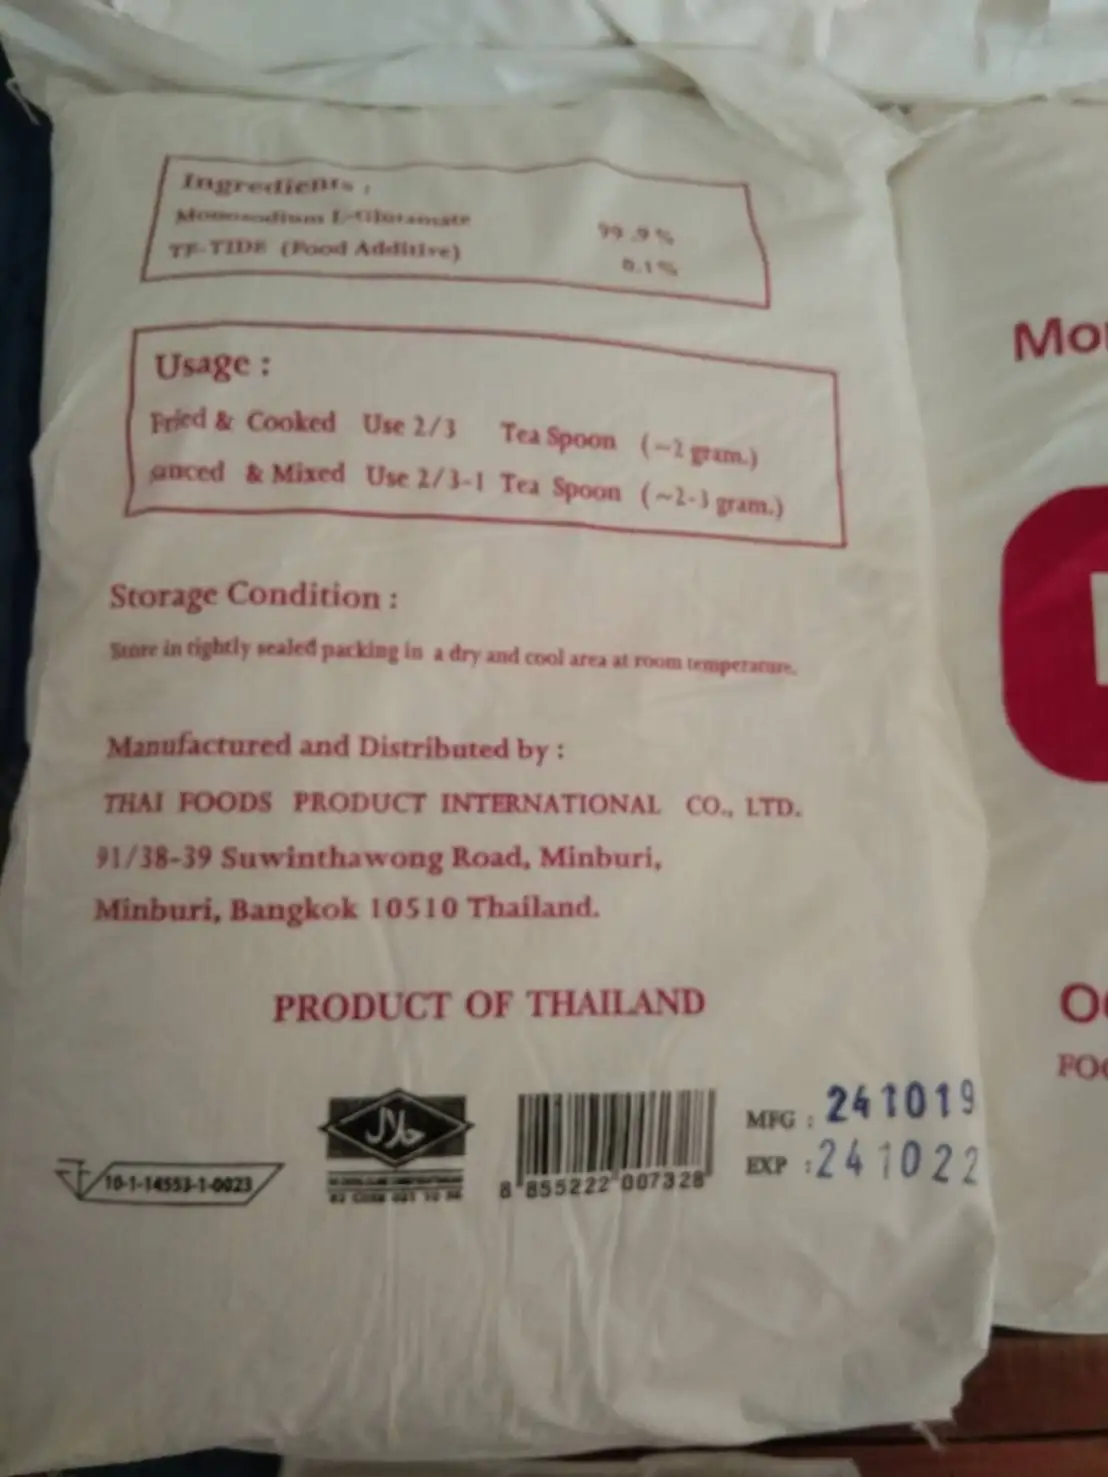 Ingredients :
Monosodium L-Glutamate 99.9%
TF-TIDE (Food Additive) 0.1%
Usage :
Fried & Cooked Use 2/3 Tea Spoon (~2 gram.)
anced & Mixed Use 2/3-1 Tea Spoon (~2-3 gram.)
Storage Condition :
Store in tightly sealed packing in a dry and cool area at room temperature.
Manufactured and Distributed by :
THAI FOODS PRODUCT INTERNATIONAL CO., LTD.
91/38-39 Suwinthawong Road, Minburi,
Minburi, Bangkok 10510 Thailand.
PRODUCT OF THAILAND
10-1-14553-1-0023
حلال
8 855222 007328
MFG : 241019
EXP : 241022
Mo
O
FO